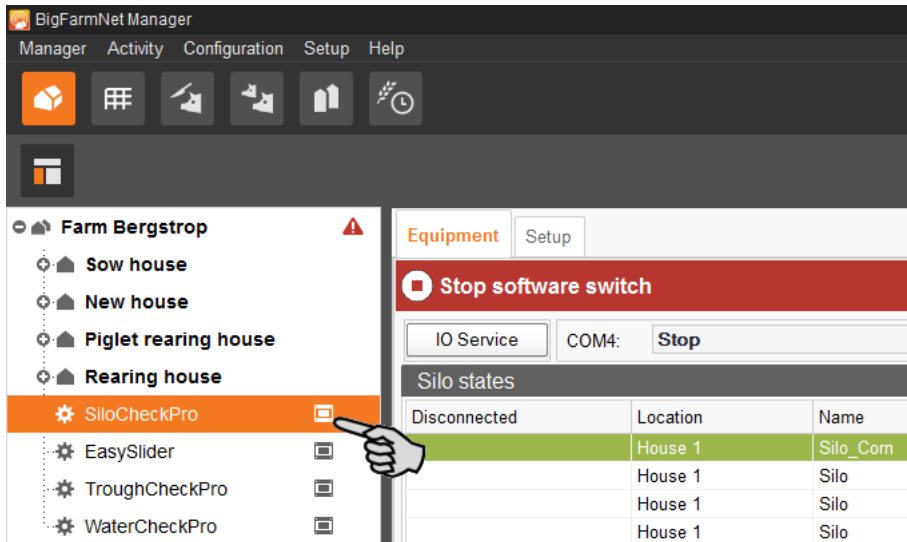 BigFarmNet Manager
Manager Activity Configuration Setup Help
Farm Bergstrop
Sow house
New house
Piglet rearing house
Rearing house
SiloCheckPro
EasySlider
TroughCheckPro
WaterCheckPro
Equipment Setup
Stop software switch
IO Service COM4: Stop
Silo states
Disconnected Location Name
House 1 Silo_Corn
House 1 Silo
House 1 Silo
House 1 Silo